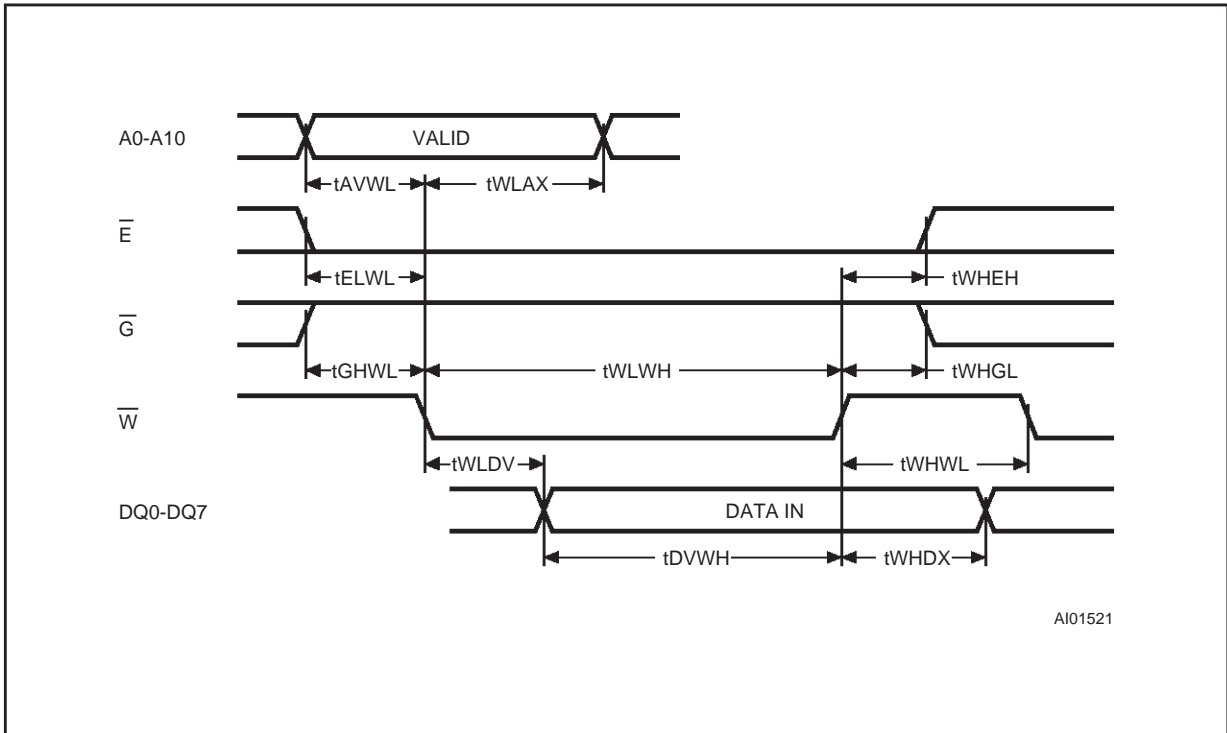 A0-A10
VALID
tAVWL
tWLAX
E̅
tELWL
tWHEH
G̅
tGHWL
tWLWH
tWHGL
W̅
tWLDV
tWHWL
DQ0-DQ7
DATA IN
tDVWH
tWHDX
AI01521